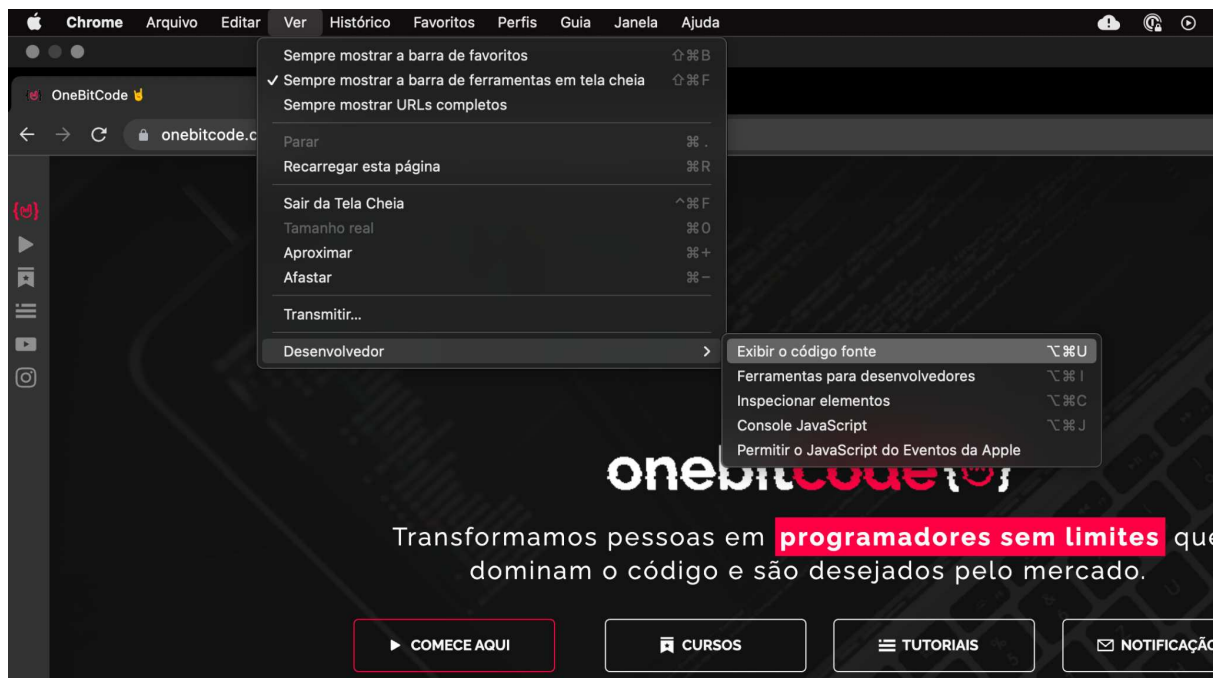 Chrome Arquivo Editar Ver Histórico Favoritos Perfis Guia Janela Ajuda
OneBitCode 🤘
onebitcode.c
Sempre mostrar a barra de favoritos ⇧⌘B
✓ Sempre mostrar a barra de ferramentas em tela cheia ⇧⌘F
Sempre mostrar URLs completos
Parar ⌘.
Recarregar esta página ⌘R
Sair da Tela Cheia ^⌘F
Tamanho real ⌘0
Aproximar ⌘+
Afastar ⌘−
Transmitir...
Desenvolvedor >
Exibir o código fonte ⌥⌘U
Ferramentas para desenvolvedores ⌥⌘I
Inspecionar elementos ⌥⌘C
Console JavaScript ⌥⌘J
Permitir o JavaScript do Eventos da Apple
onebitcode{ }
Transformamos pessoas em programadores sem limites que
dominam o código e são desejados pelo mercado.
COMECE AQUI
CURSOS
TUTORIAIS
NOTIFICAÇÃO